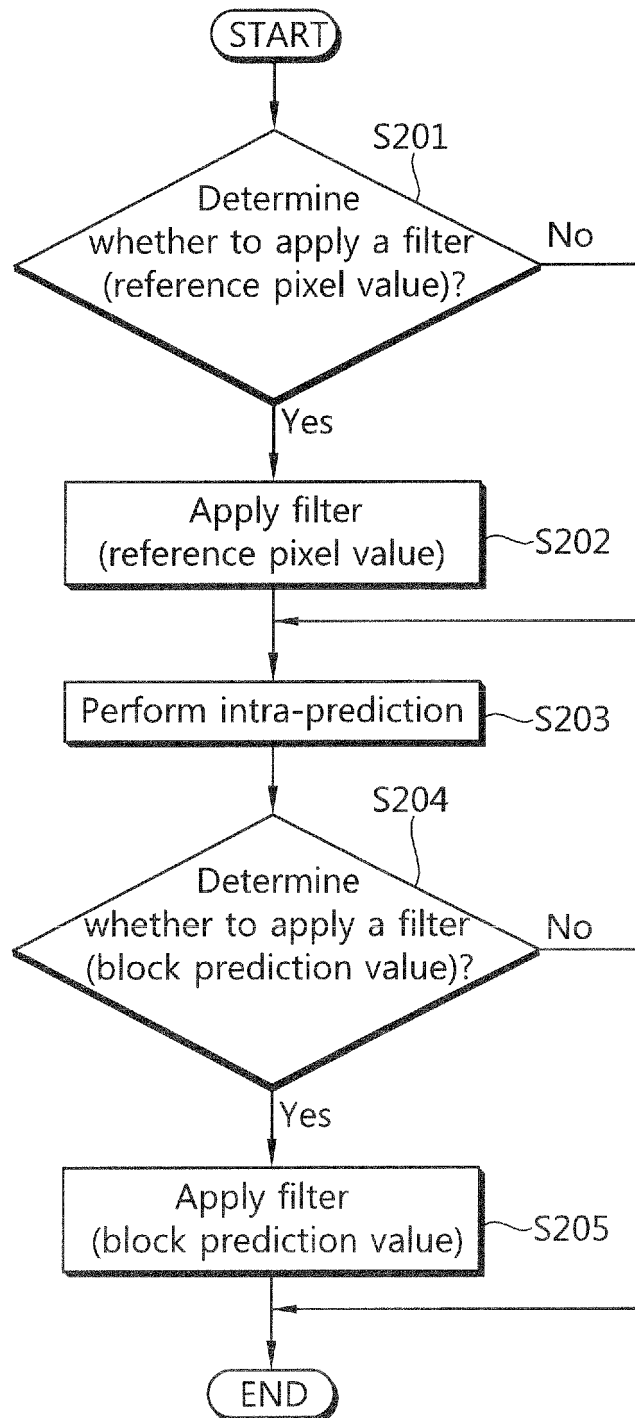 START
S201
Determine
whether to apply a filter
(reference pixel value)?
No
Yes
Apply filter
(reference pixel value)
S202
Perform intra-prediction
S203
S204
Determine
whether to apply a filter
(block prediction value)?
No
Yes
Apply filter
(block prediction value)
S205
END